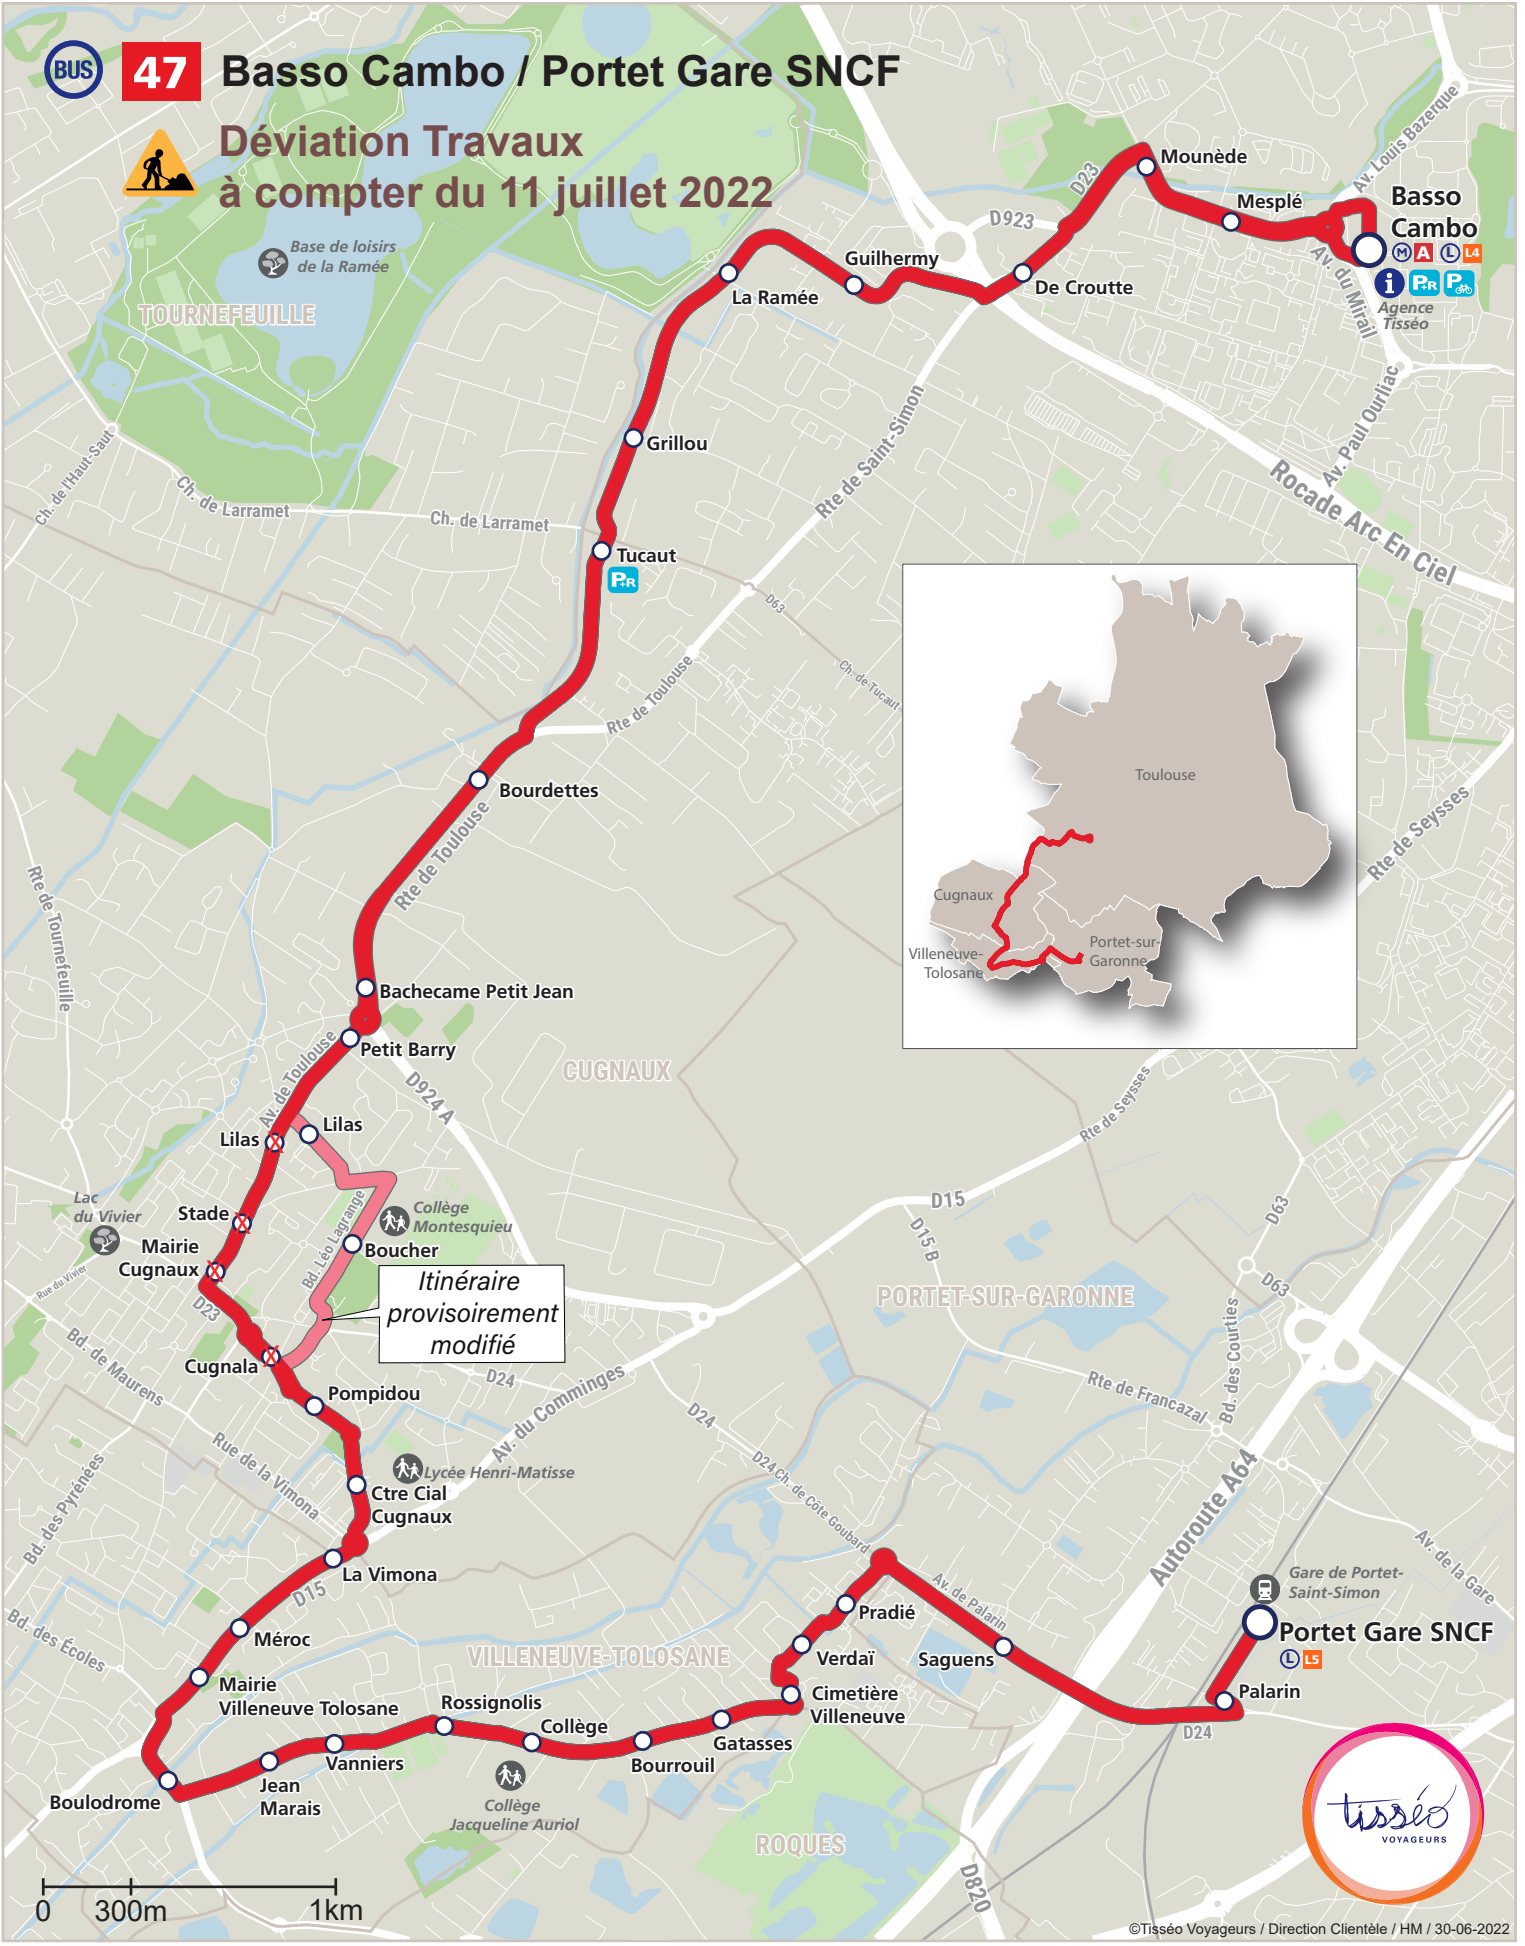 BUS
47
Basso Cambo / Portet Gare SNCF
Déviation Travaux
à compter du 11 juillet 2022
Base de loisirs
de la Ramée
TOURNEFEUILLE
Mounède
Mesplé
Av. Louis Bazerque
Basso
Cambo
M A L L4
i P+R P
Agence
Tisséo
Av. du Mirail
D23
D923
Guilhermy
La Ramée
De Croutte
Av. Paul Ourliac
Rocade Arc En Ciel
Rte de Saint-Simon
Grillou
Ch. de l'Haut-Saut
Ch. de Larramet
Ch. de Larramet
Tucaut
P+R
D63
Ch. de Tucaut
Rte de Toulouse
Bourdettes
Rte de Toulouse
Rte de Tournefeuille
Rte de Seysses
Toulouse
Cugnaux
Villeneuve-
Tolosane
Portet-sur-
Garonne
Bachecame Petit Jean
Petit Barry
Av. de Toulouse
D924 A
CUGNAUX
Rte de Seysses
Lilas
Lilas
Stade
Mairie
Cugnaux
Lac
du Vivier
Rue du Vivier
Collège
Montesquieu
Bd. Léo Lagrange
Boucher
Itinéraire
provisoirement
modifié
D15
D15 B
D63
D63
PORTET-SUR-GARONNE
D23
Bd. de Maurens
Cugnala
Pompidou
D24
Av. du Comminges
D24
Bd. des Courties
Rte de Francazal
Rue de la Vimona
Lycée Henri-Matisse
Ctre Cial
Cugnaux
D24 Ch. de Côte Goubard
Bd. des Pyrénées
Autoroute A64
Av. de la Gare
La Vimona
D15
Av. de Palarin
Gare de Portet-
Saint-Simon
Portet Gare SNCF
L L5
Pradié
Bd. des Écoles
Méroc
VILLENEUVE-TOLOSANE
Verdaï
Saguens
Mairie
Villeneuve Tolosane
Rossignolis
Cimetière
Villeneuve
Palarin
D24
Collège
Vanniers
Bourrouil
Gatasses
Jean
Marais
Boulodrome
Collège
Jacqueline Auriol
ROQUES
D820
tisséo
VOYAGEURS
0 300m 1km
©Tisséo Voyageurs / Direction Clientèle / HM / 30-06-2022